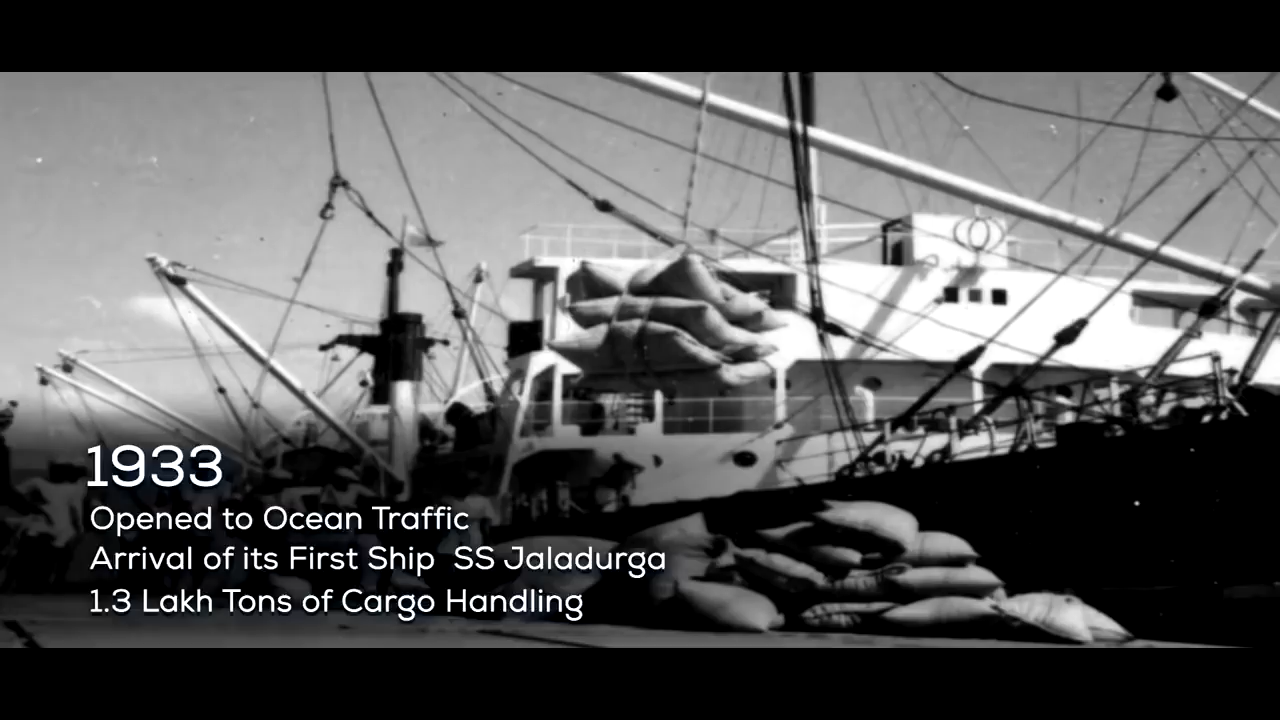 1933
Opened to Ocean Traffic
Arrival of its First Ship SS Jaladurga
1.3 Lakh Tons of Cargo Handling